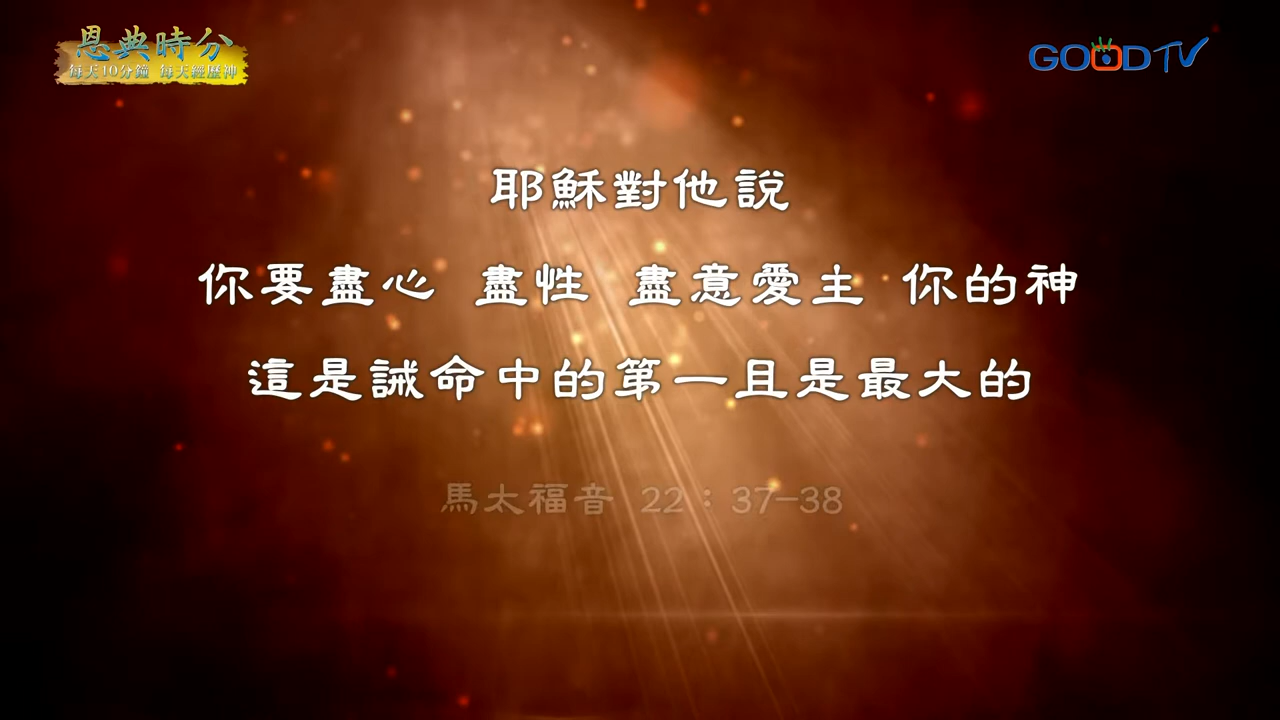 恩典時分
每天10分鐘 每天經歷神
GOOD TV
耶穌對他說
你要盡心 盡性 盡意愛主 你的神
這是誡命中的第一且是最大的
馬太福音 22：37-38